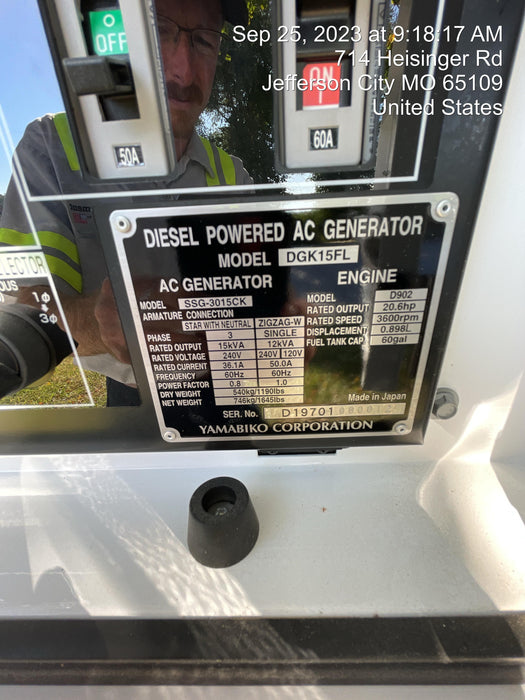 Sep 25, 2023 at 9:18:17 AM
714 Heisinger Rd
Jefferson City MO 65109
United States
OFF
ON
50A
60A
1φ
3φ
DIESEL POWERED AC GENERATOR
MODEL DGK15FL
AC GENERATOR
MODEL SSG-3015CK
ARMATURE CONNECTION
STAR WITH NEUTRAL ZIGZAG-W
PHASE 3 SINGLE
RATED OUTPUT 15kVA 12kVA
RATED VOLTAGE 240V 240V 120V
RATED CURRENT 36.1A 50.0A
FREQUENCY 60Hz 60Hz
POWER FACTOR 0.8 1.0
DRY WEIGHT 540kg/1190lbs
NET WEIGHT 746kg/1645lbs
ENGINE
MODEL D902
RATED OUTPUT 20.6hp
RATED SPEED 3600rpm
DISPLACEMENT 0.898L
FUEL TANK CAP. 60gal
Made in Japan
SER. No. D19701
YAMABIKO CORPORATION